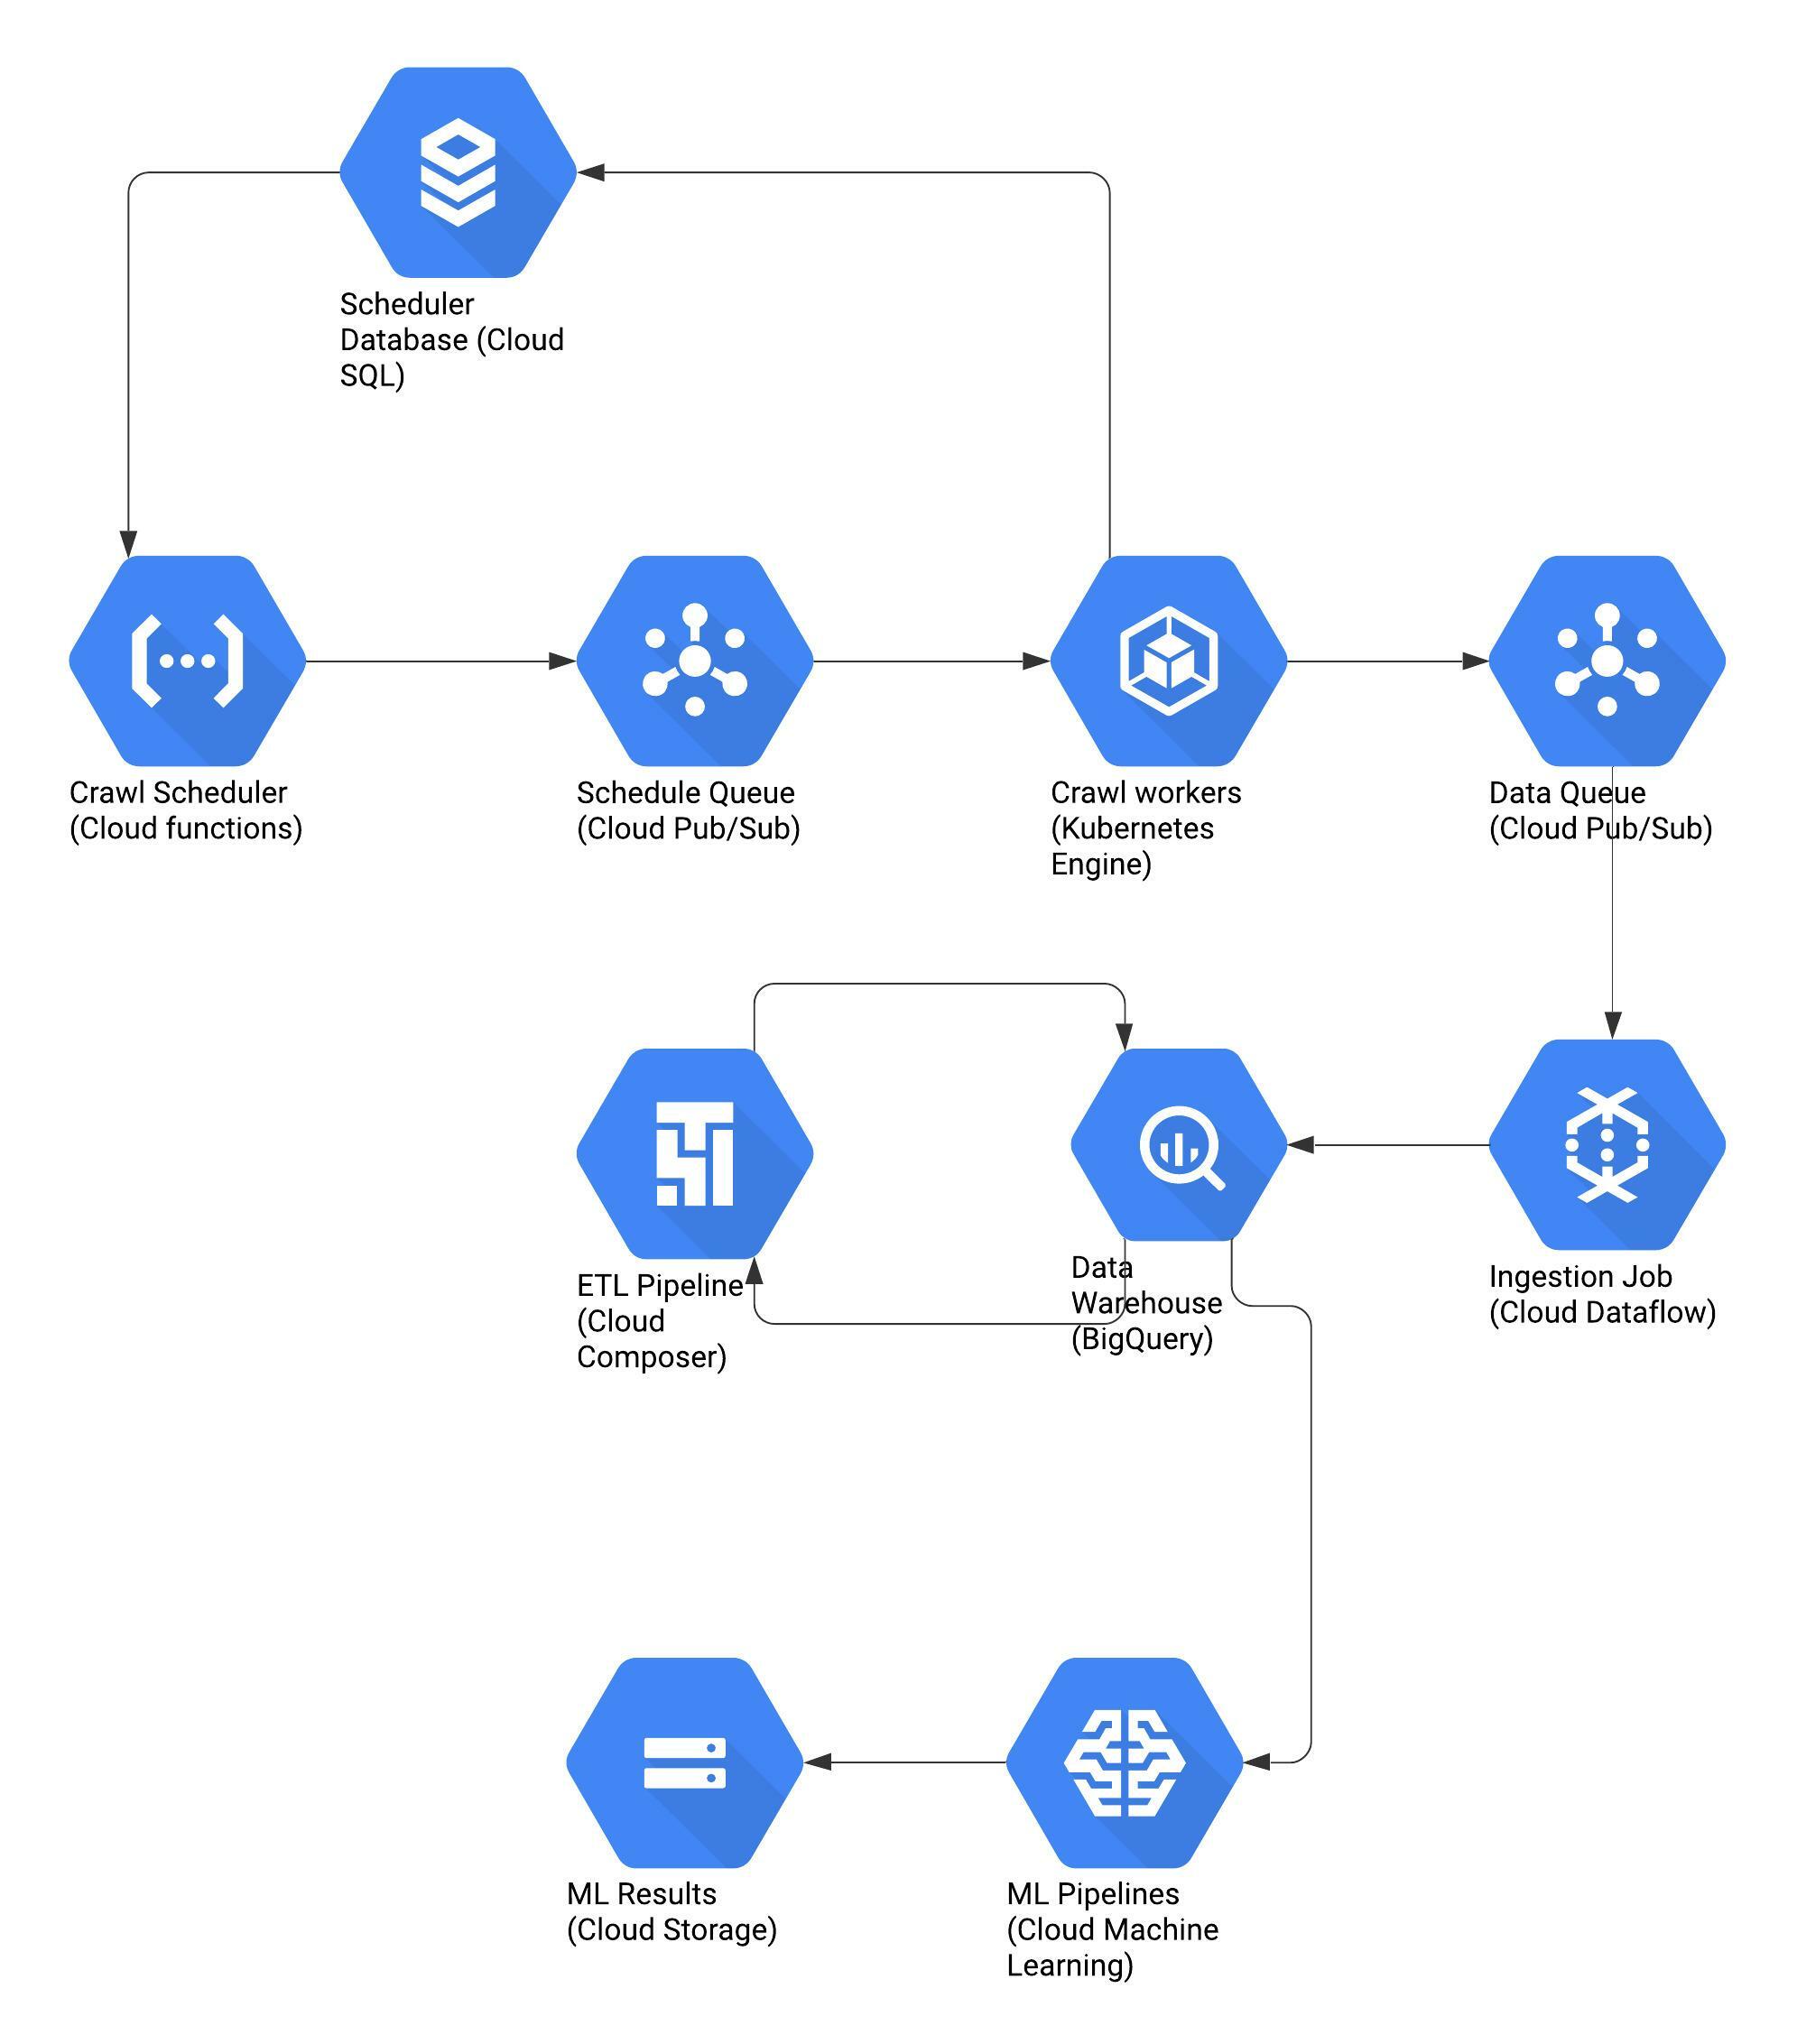 Scheduler
Database (Cloud
SQL)
Crawl Scheduler
(Cloud functions)
Schedule Queue
(Cloud Pub/Sub)
Crawl workers
(Kubernetes
Engine)
Data Queue
(Cloud Pub/Sub)
ETL Pipeline
(Cloud
Composer)
Data
Warehouse
(BigQuery)
Ingestion Job
(Cloud Dataflow)
ML Results
(Cloud Storage)
ML Pipelines
(Cloud Machine
Learning)